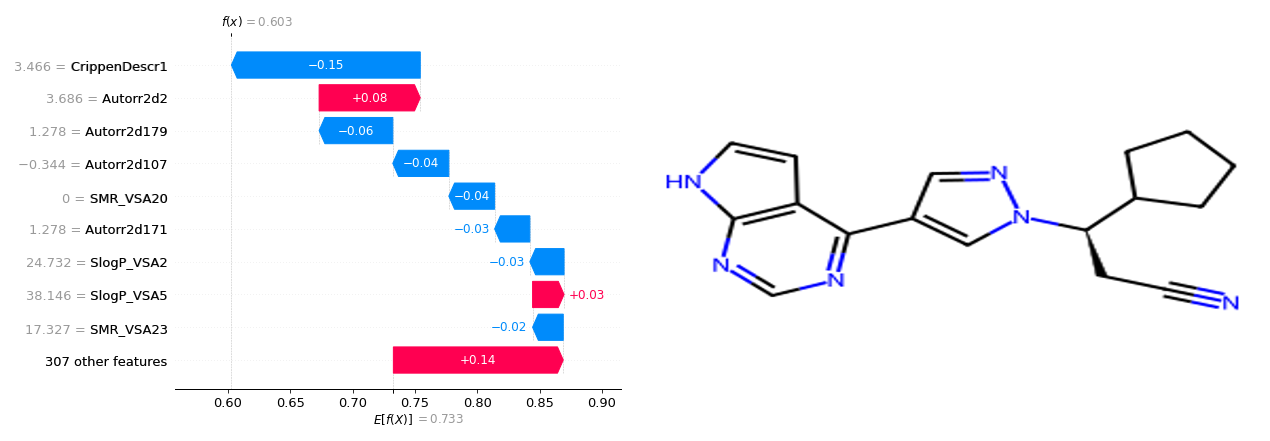 f(x) = 0.603
3.466 = CrippenDescr1
−0.15
3.686 = Autorr2d2
+0.08
1.278 = Autorr2d179
−0.06
−0.344 = Autorr2d107
−0.04
0 = SMR_VSA20
−0.04
1.278 = Autorr2d171
−0.03
24.732 = SlogP_VSA2
−0.03
38.146 = SlogP_VSA5
+0.03
17.327 = SMR_VSA23
−0.02
307 other features
+0.14
0.60 0.65 0.70 0.75 0.80 0.85 0.90
E[f(X)] = 0.733
HN
N
N
N
N
N